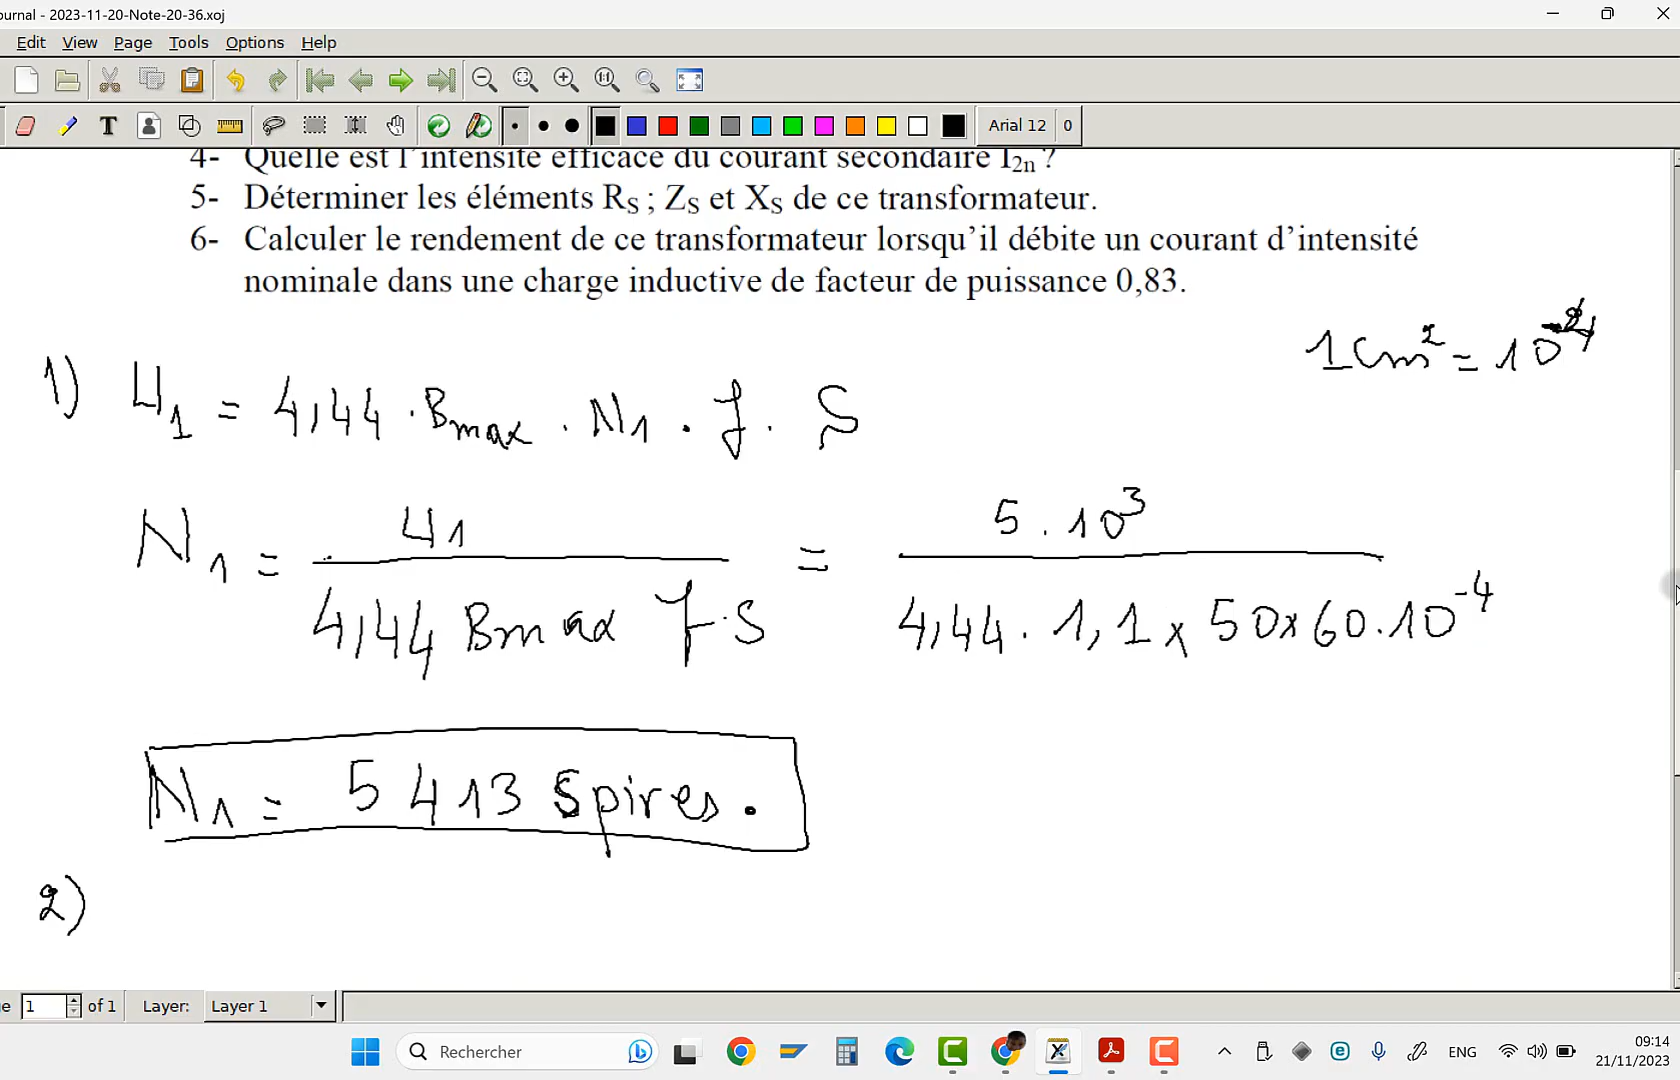 ournal - 2023-11-20-Note-20-36.xoj
Edit View Page Tools Options Help
Arial 12 0
4- Quelle est l'intensité efficace du courant secondaire I2n ?
5- Déterminer les éléments RS ; ZS et XS de ce transformateur.
6- Calculer le rendement de ce transformateur lorsqu'il débite un courant d'intensité
nominale dans une charge inductive de facteur de puissance 0,83.
1 cm² = 10⁻⁴
1) U1 = 4,44 . Bmax . N1 . f . S
N1 = U1 / 4,44 Bmax f . S = 5 . 10³ / 4,44 . 1,1 x 50 x 60 . 10⁻⁴
N1 = 5 413 Spires .
2)
e 1 of 1 Layer: Layer 1
Rechercher
ENG
09:14
21/11/2023